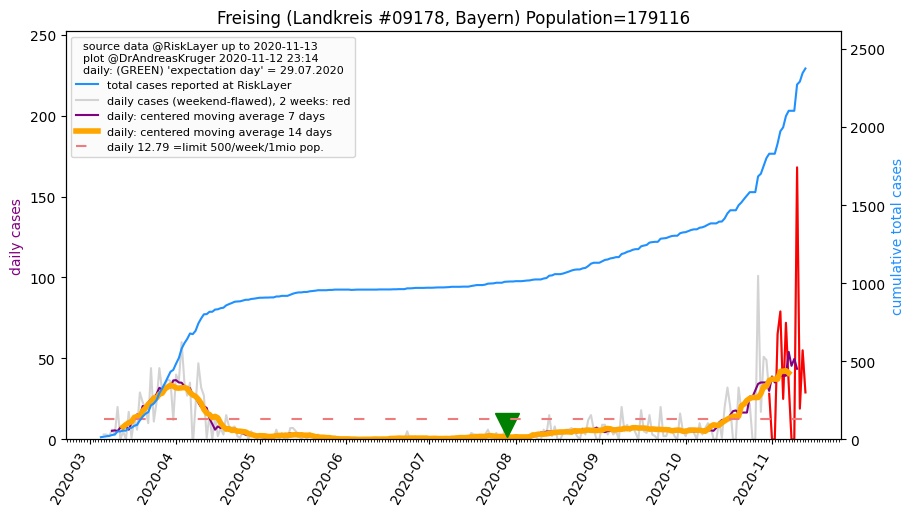 Freising (Landkreis #09178, Bayern) Population=179116
source data @RiskLayer up to 2020-11-13
plot @DrAndreasKruger 2020-11-12 23:14
daily: (GREEN) 'expectation day' = 29.07.2020
total cases reported at RiskLayer
daily cases (weekend-flawed), 2 weeks: red
daily: centered moving average 7 days
daily: centered moving average 14 days
daily 12.79 =limit 500/week/1mio pop.
daily cases
250
200
150
100
50
0
cumulative total cases
2500
2000
1500
1000
500
0
2020-03
2020-04
2020-05
2020-06
2020-07
2020-08
2020-09
2020-10
2020-11